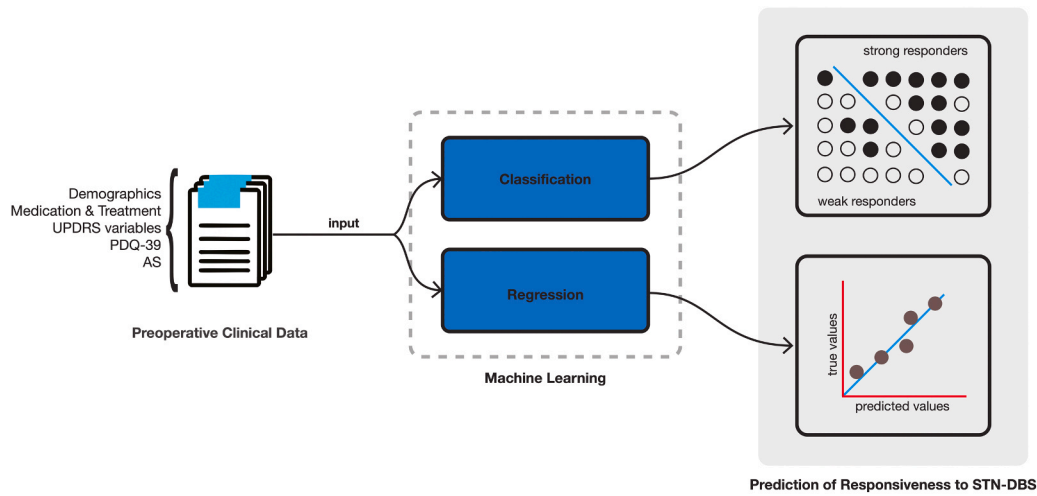 Demographics
Medication & Treatment
UPDRS variables
PDQ-39
AS
Preoperative Clinical Data
input
Classification
Regression
Machine Learning
strong responders
weak responders
true values
predicted values
Prediction of Responsiveness to STN-DBS